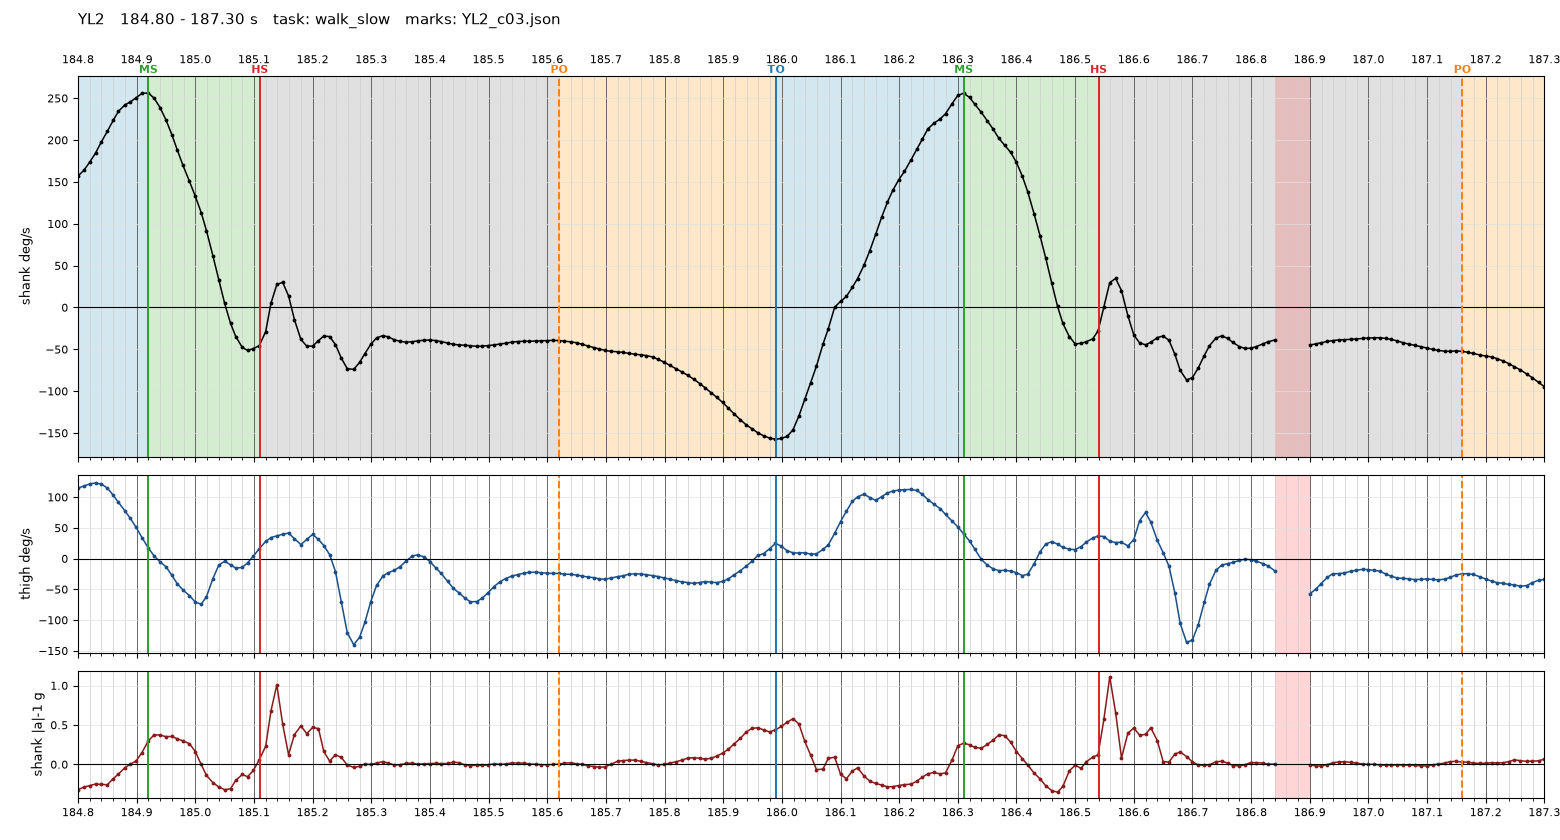 YL2   184.80 - 187.30 s   task: walk_slow   marks: YL2_c03.json
184.8 184.9 185.0 185.1 185.2 185.3 185.4 185.5 185.6 185.7 185.8 185.9 186.0 186.1 186.2 186.3 186.4 186.5 186.6 186.7 186.8 186.9 187.0 187.1 187.2 187.3
MS HS PO TO MS HS PO
shank deg/s
250
200
150
100
50
0
−50
−100
−150
thigh deg/s
100
50
0
−50
−100
−150
shank |a|-1 g
1.0
0.5
0.0
184.8 184.9 185.0 185.1 185.2 185.3 185.4 185.5 185.6 185.7 185.8 185.9 186.0 186.1 186.2 186.3 186.4 186.5 186.6 186.7 186.8 186.9 187.0 187.1 187.2 187.3